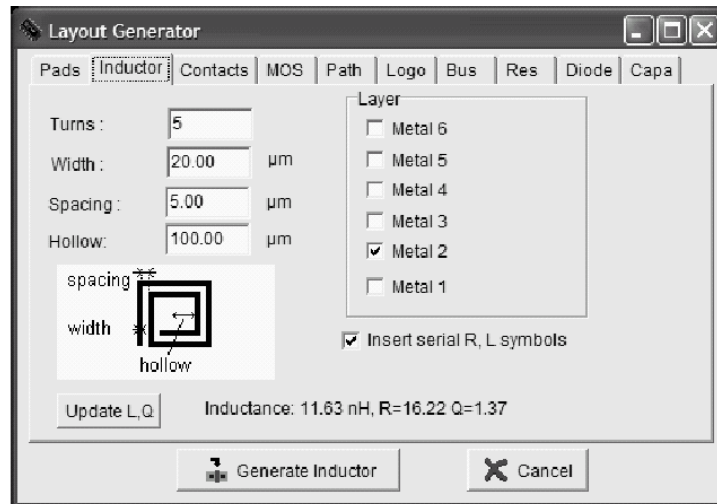 Layout Generator
Pads Inductor Contacts MOS Path Logo Bus Res Diode Capa
Turns : 5
Width : 20.00 µm
Spacing : 5.00 µm
Hollow: 100.00 µm
Layer
Metal 6
Metal 5
Metal 4
Metal 3
Metal 2
Metal 1
spacing
width
hollow
Insert serial R, L symbols
Update L,Q
Inductance: 11.63 nH, R=16.22 Q=1.37
Generate Inductor
Cancel